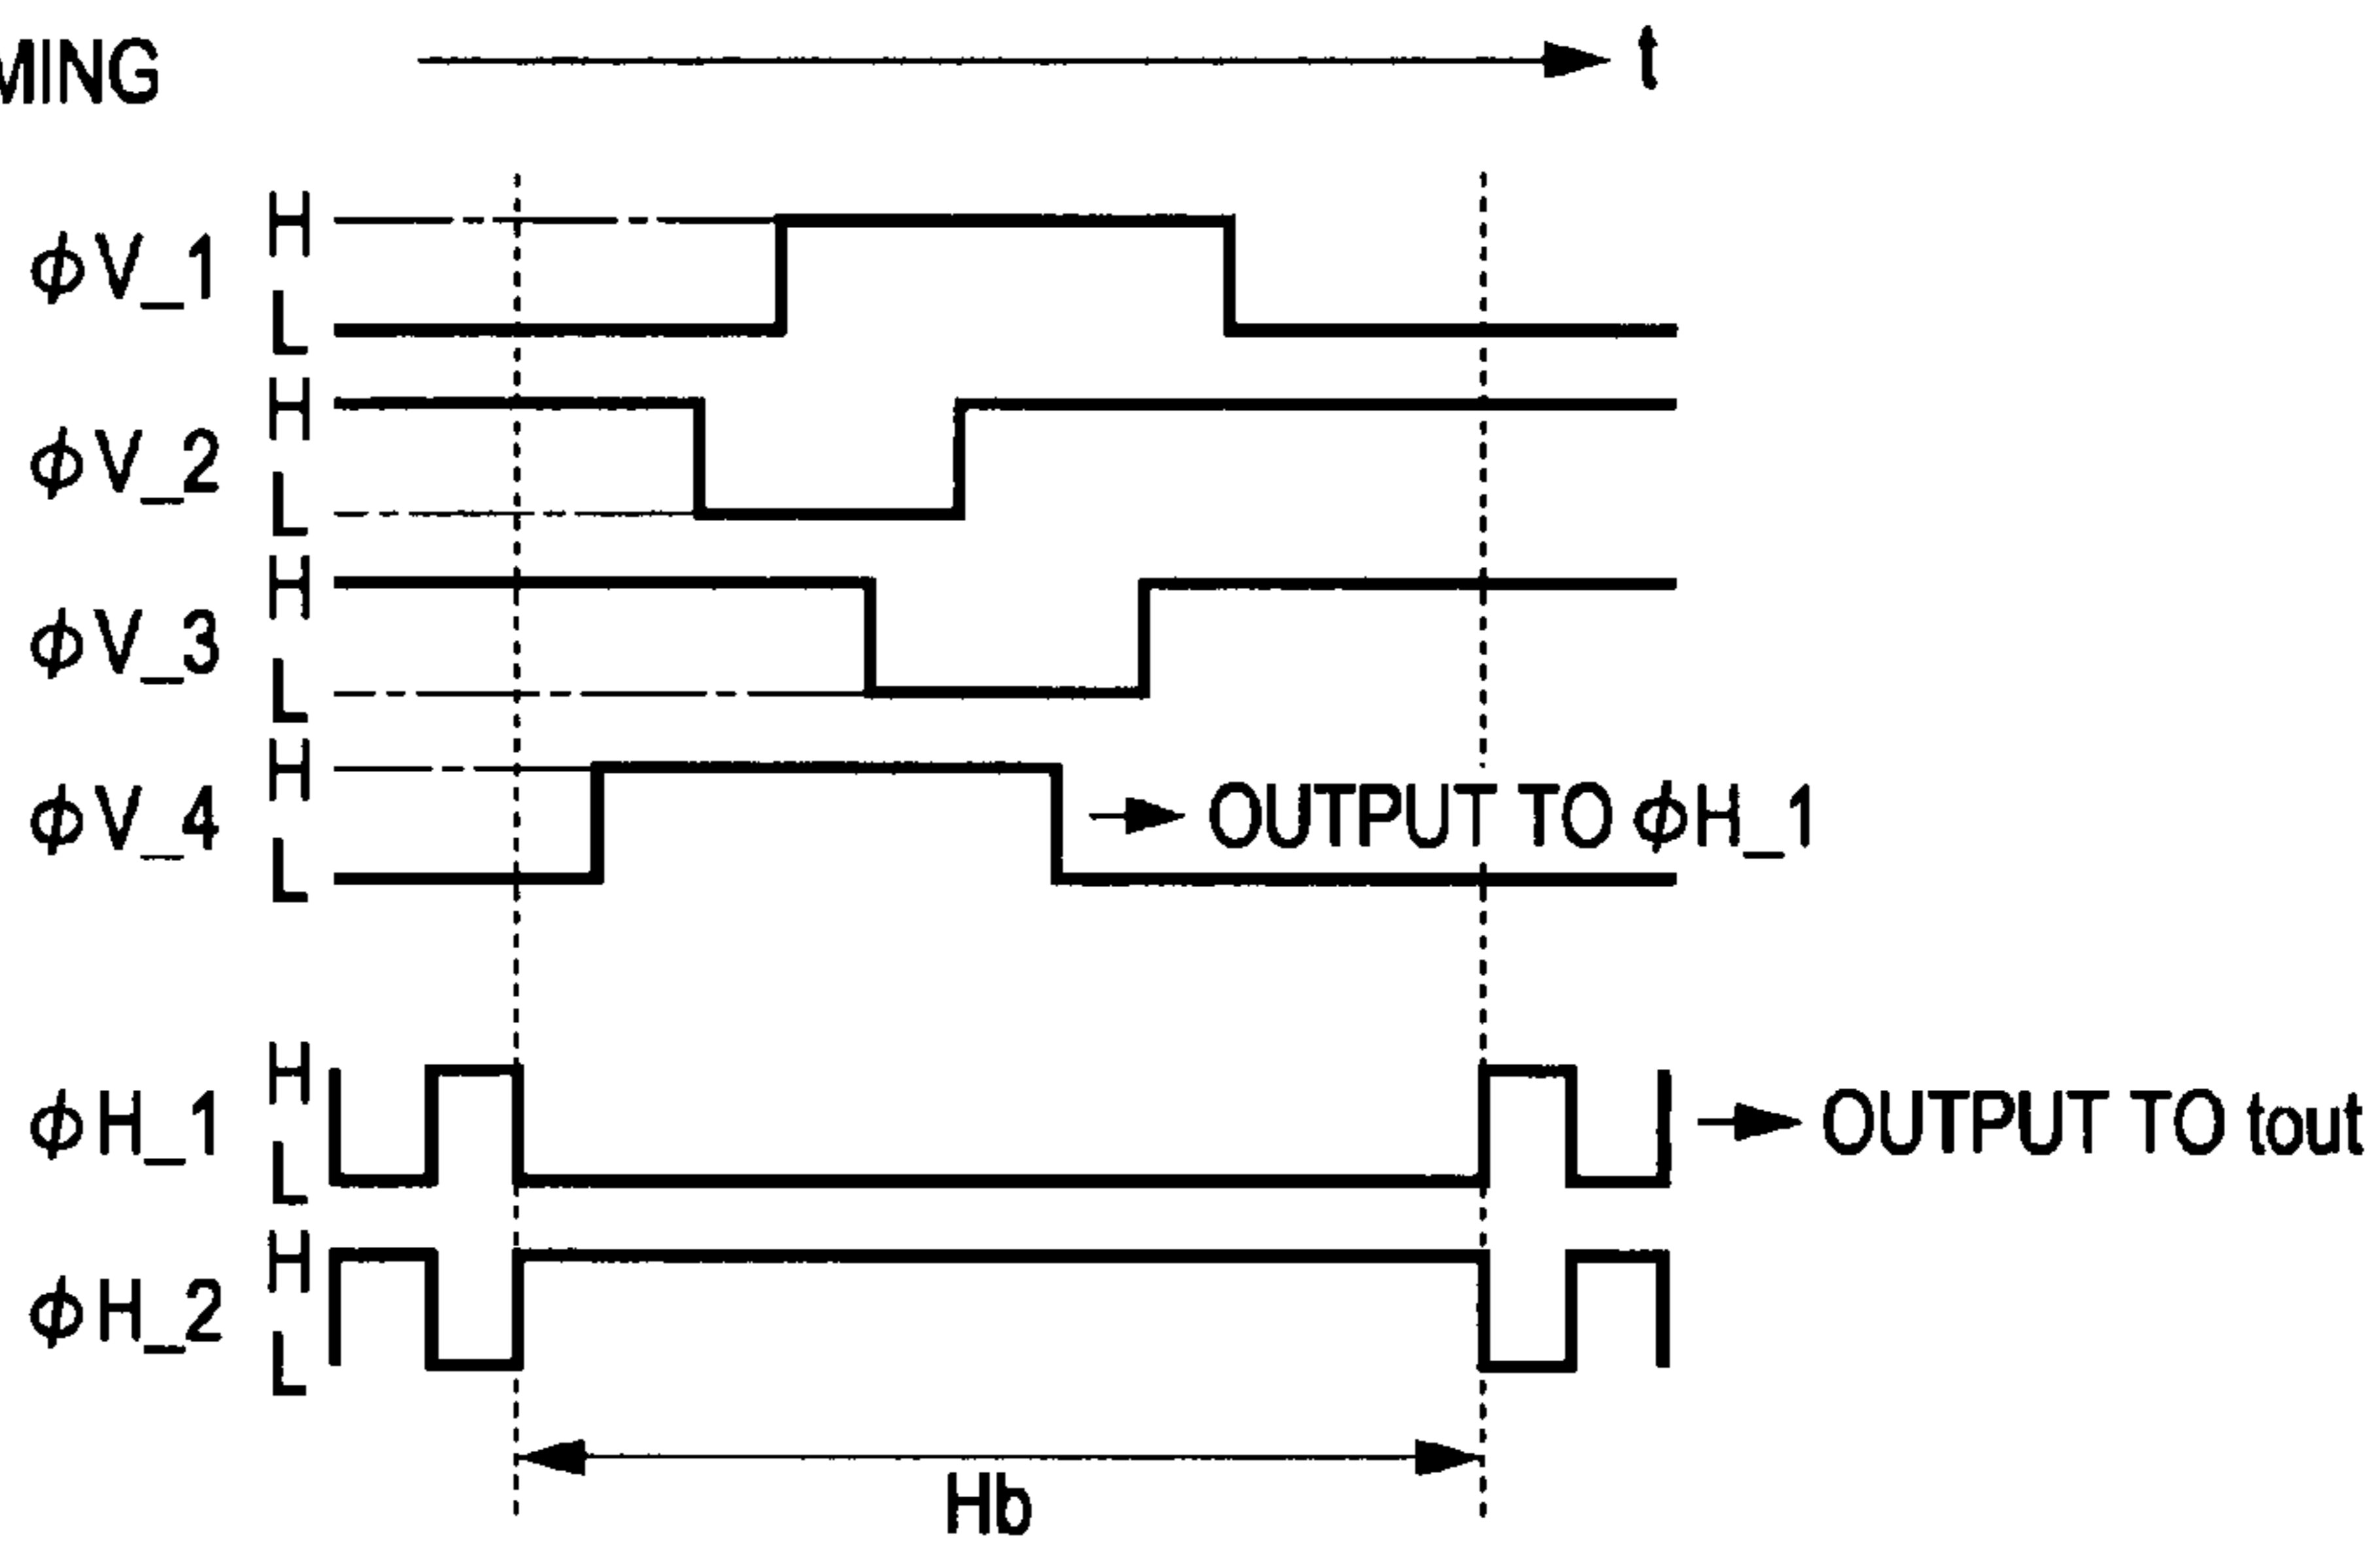 MING
t
φV_1 H
L
φV_2 H
L
φV_3 H
L
φV_4 H
L
OUTPUT TO φH_1
φH_1 H
L
OUTPUT TO tout
φH_2 H
L
Hb